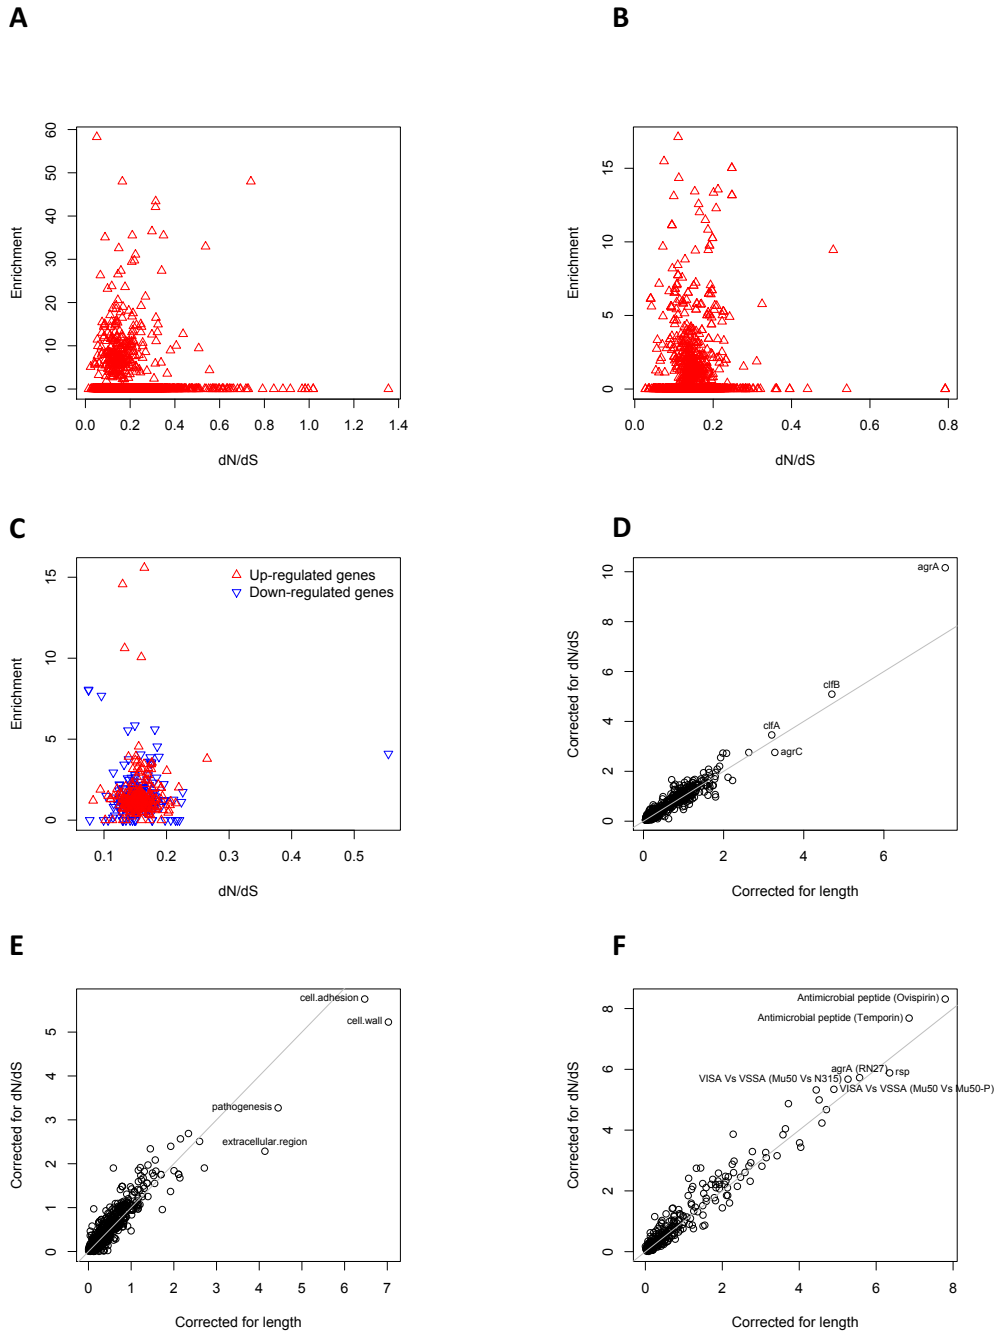 A
B
60
50
40
30
20
10
0
Enrichment
0.0 0.2 0.4 0.6 0.8 1.0 1.2 1.4
dN/dS
15
10
5
0
Enrichment
0.0 0.2 0.4 0.6 0.8
dN/dS
C
D
15
10
5
0
Enrichment
Up-regulated genes
Down-regulated genes
0.1 0.2 0.3 0.4 0.5
dN/dS
10
8
6
4
2
0
Corrected for dN/dS
agrA
clfB
clfA
agrC
0 2 4 6
Corrected for length
E
F
5
4
3
2
1
0
Corrected for dN/dS
cell.adhesion
cell.wall
pathogenesis
extracellular.region
0 1 2 3 4 5 6 7
Corrected for length
8
6
4
2
0
Corrected for dN/dS
Antimicrobial peptide (Ovispirin)
Antimicrobial peptide (Temporin)
agrA (RN27)
rsp
VISA Vs VSSA (Mu50 Vs N315)
VISA Vs VSSA (Mu50 Vs Mu50-P)
0 2 4 6 8
Corrected for length